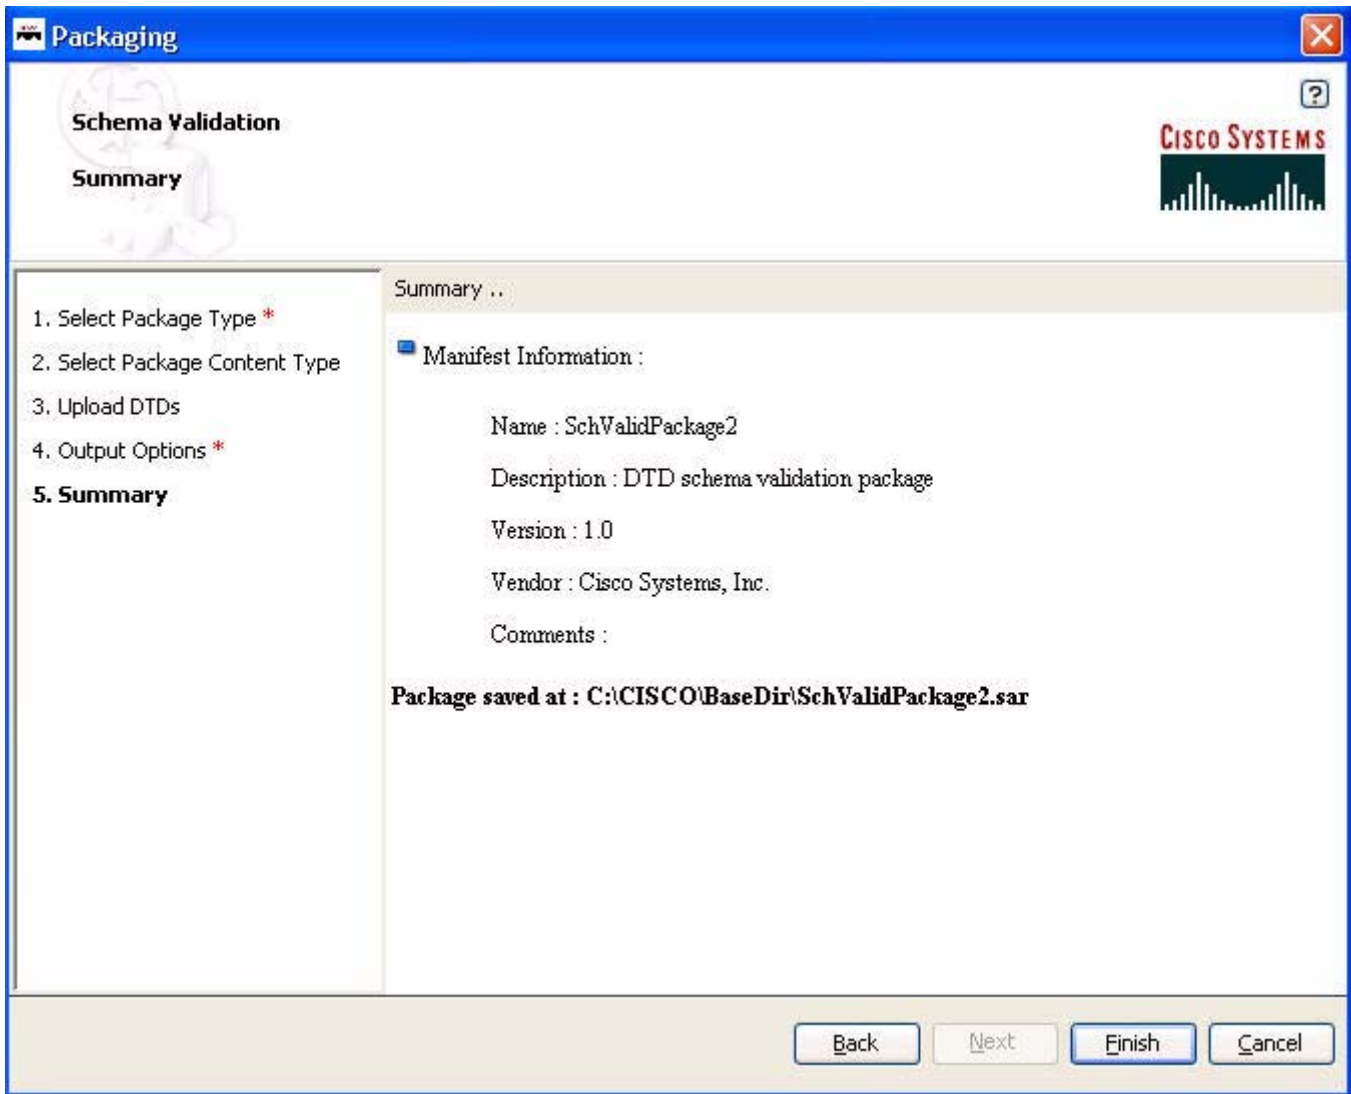 Packaging
Schema Validation
Summary
?
CISCO SYSTEMS
1. Select Package Type *
2. Select Package Content Type
3. Upload DTDs
4. Output Options *
5. Summary
Summary ..
Manifest Information :
Name : SchValidPackage2
Description : DTD schema validation package
Version : 1.0
Vendor : Cisco Systems, Inc.
Comments :
Package saved at : C:\CISCO\BaseDir\SchValidPackage2.sar
Back
Next
Finish
Cancel